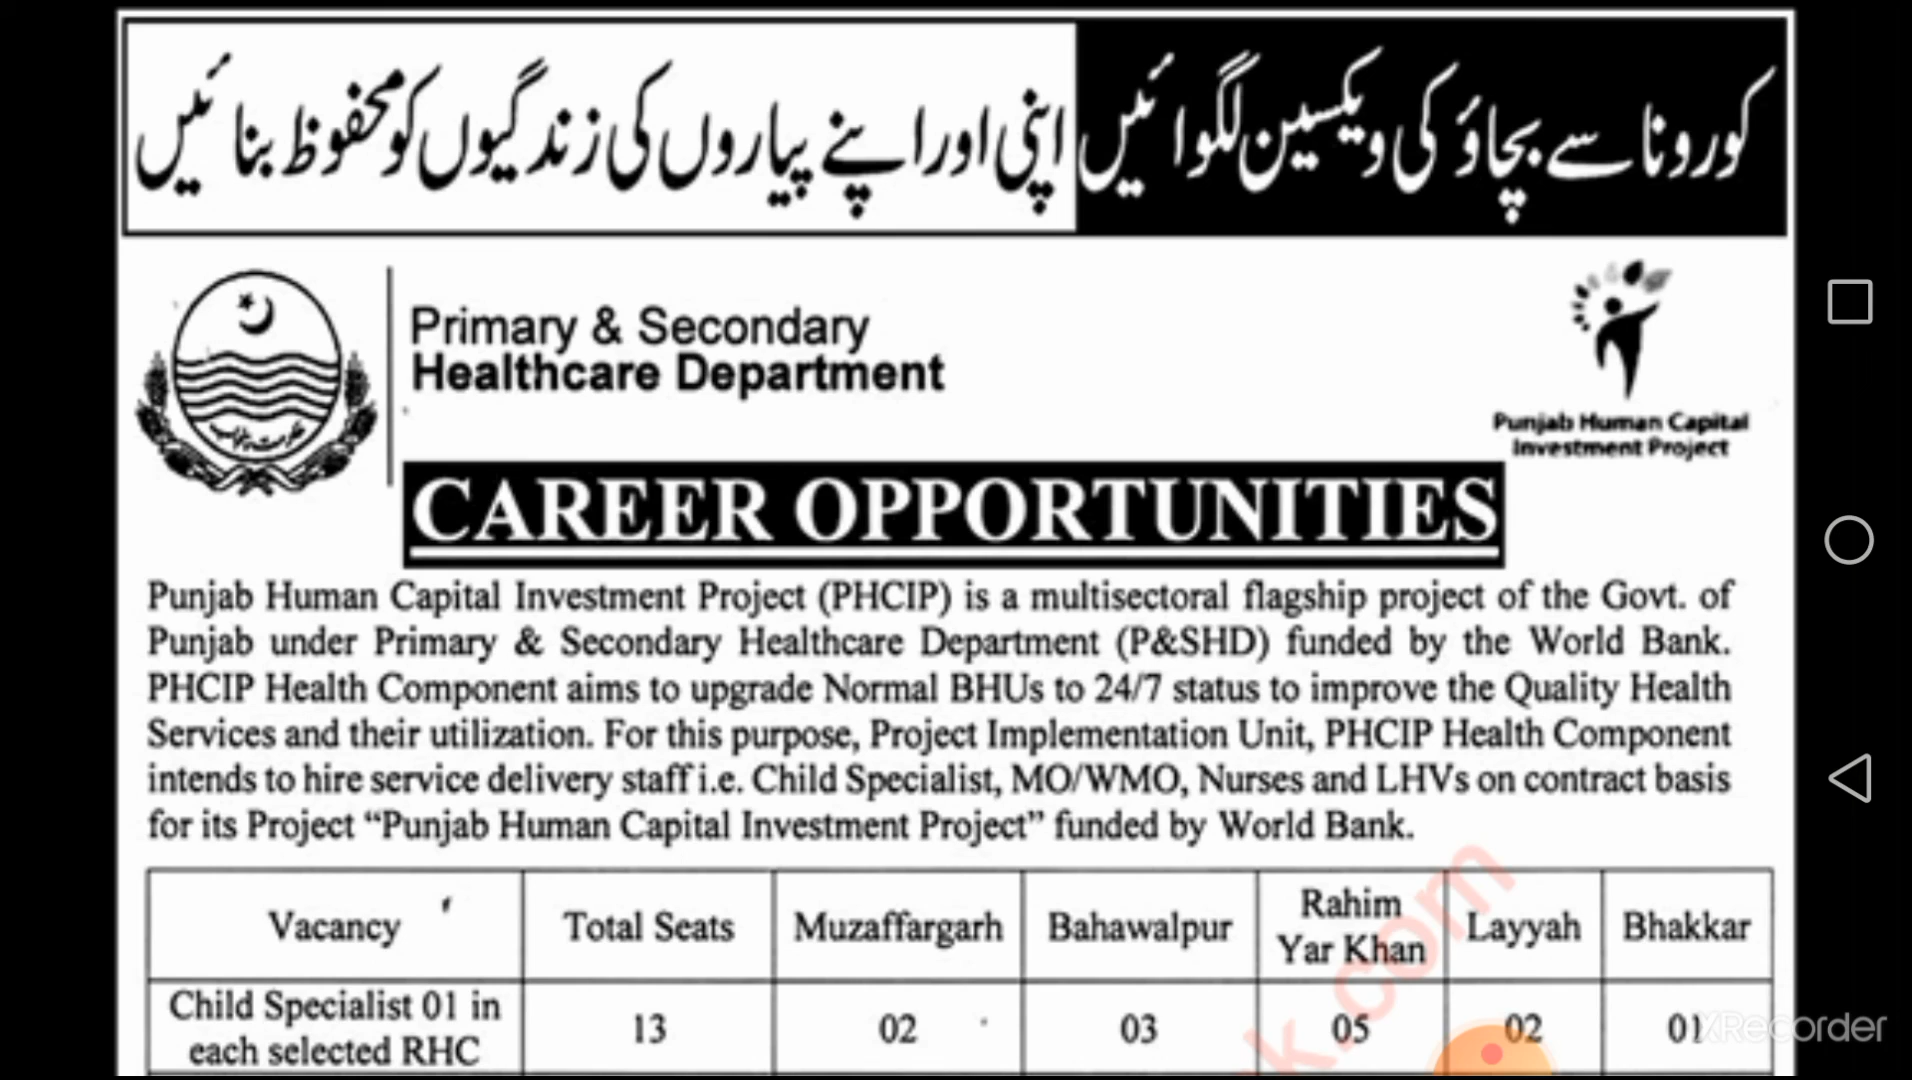 کورونا سے بچاؤ کی ویکسین لگوائیں اپنی اور اپنے پیاروں کی زندگیوں کو محفوظ بنائیں
حکومت پنجاب
Primary & Secondary
Healthcare Department
Punjab Human Capital
Investment Project
CAREER OPPORTUNITIES
Punjab Human Capital Investment Project (PHCIP) is a multisectoral flagship project of the Govt. of
Punjab under Primary & Secondary Healthcare Department (P&SHD) funded by the World Bank.
PHCIP Health Component aims to upgrade Normal BHUs to 24/7 status to improve the Quality Health
Services and their utilization. For this purpose, Project Implementation Unit, PHCIP Health Component
intends to hire service delivery staff i.e. Child Specialist, MO/WMO, Nurses and LHVs on contract basis
for its Project “Punjab Human Capital Investment Project” funded by World Bank.
Vacancy Total Seats Muzaffargarh Bahawalpur Rahim Yar Khan Layyah Bhakkar
Child Specialist 01 in each selected RHC 13 02 03 05 02 01
k.com
XRecorder